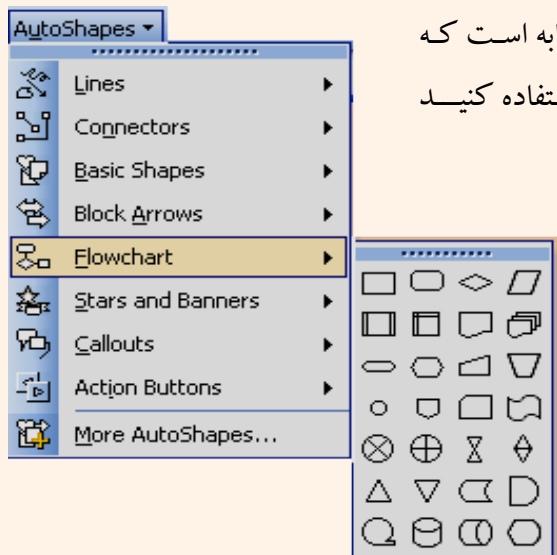 AutoShapes
ابه است که
تفاده کنیــد
Lines
Connectors
Basic Shapes
Block Arrows
Flowchart
Stars and Banners
Callouts
Action Buttons
More AutoShapes...